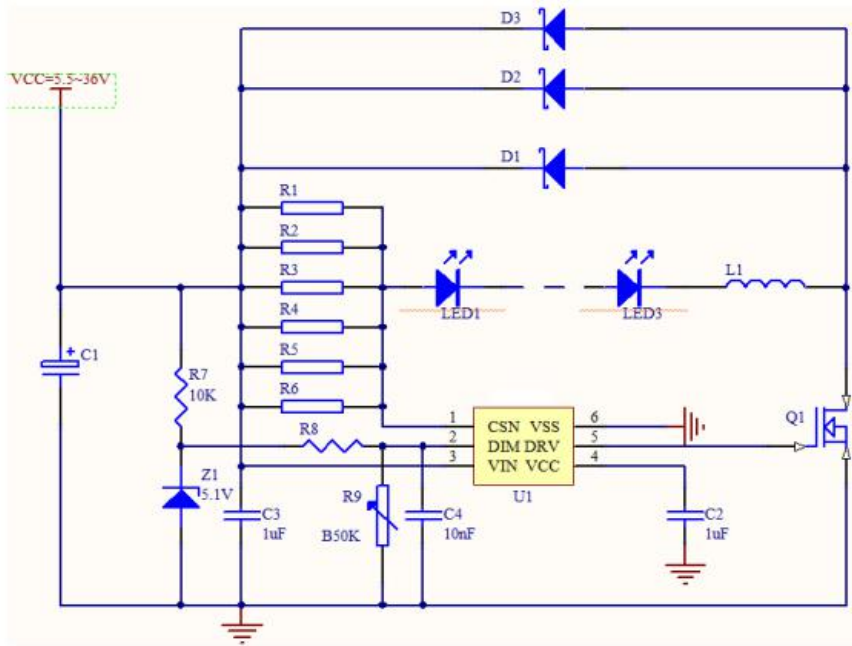 D3
VCC=5.5~36V
D2
D1
R1
R2
R3
L1
LED1
LED3
R4
C1
R5
R7
10K
R6
Q1
R8
1 CSN VSS 6
2 DIM DRV 5
3 VIN VCC 4
U1
Z1
5.1V
R9
B50K
C3
1uF
C4
10nF
C2
1uF